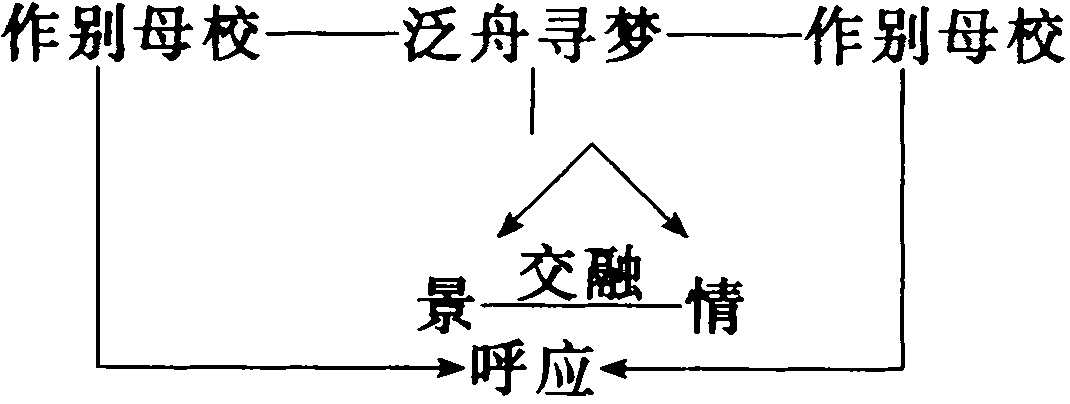 作别母校 泛舟寻梦 作别母校
交融
景 情
呼应